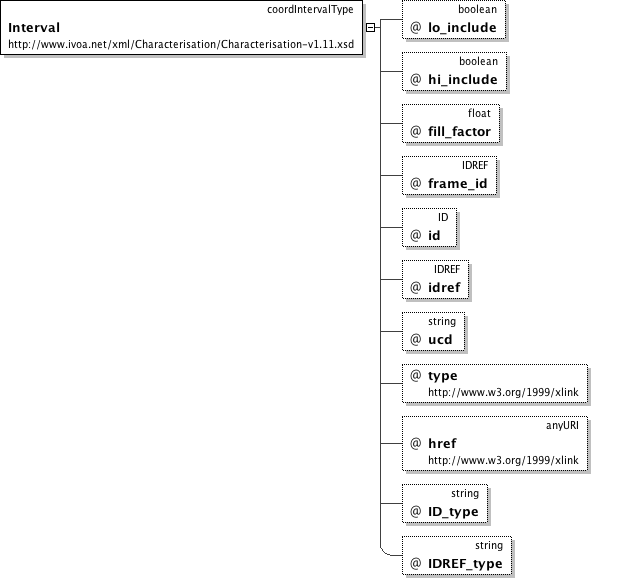 coordIntervalType
Interval
http://www.ivoa.net/xml/Characterisation/Characterisation-v1.11.xsd
boolean
@ lo_include
boolean
@ hi_include
float
@ fill_factor
IDREF
@ frame_id
ID
@ id
IDREF
@ idref
string
@ ucd
@ type
http://www.w3.org/1999/xlink
anyURI
@ href
http://www.w3.org/1999/xlink
string
@ ID_type
string
@ IDREF_type